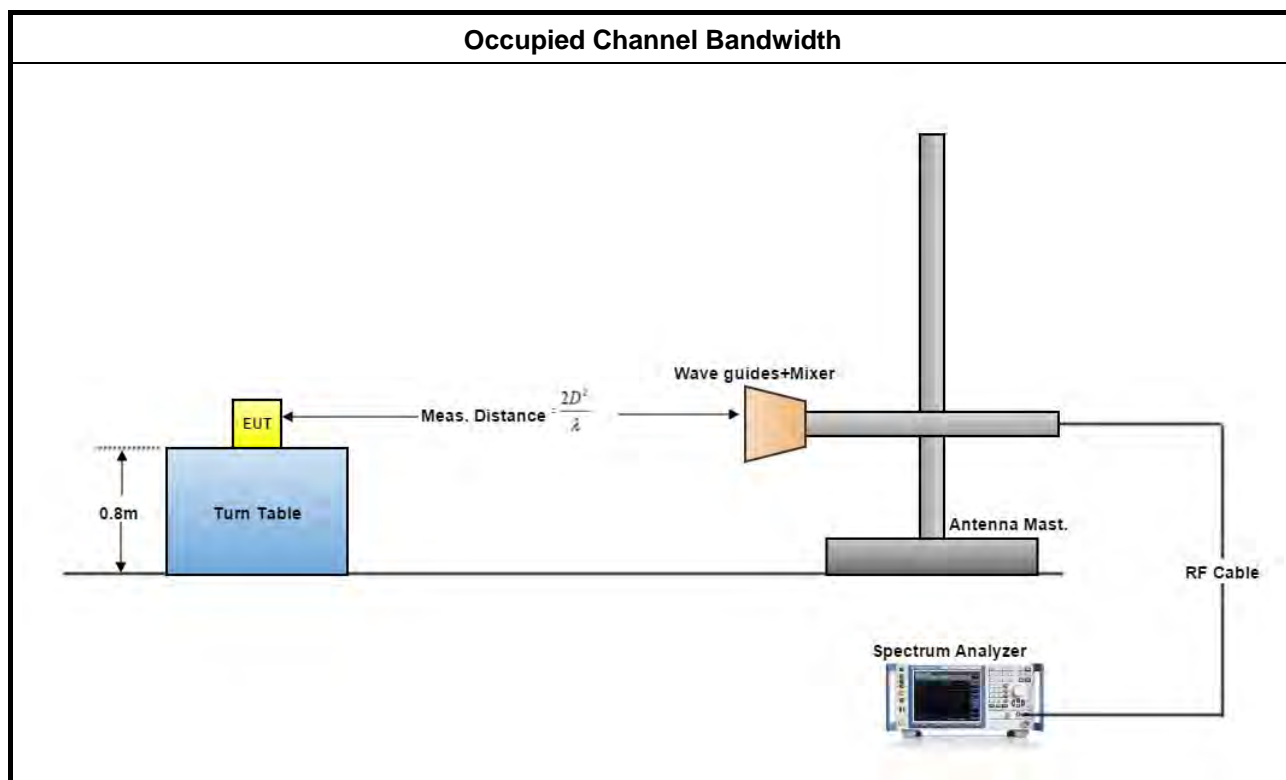 Occupied Channel Bandwidth
Wave guides+Mixer
EUT
Meas. Distance = 2D²/λ
0.8m
Turn Table
Antenna Mast.
RF Cable
Spectrum Analyzer